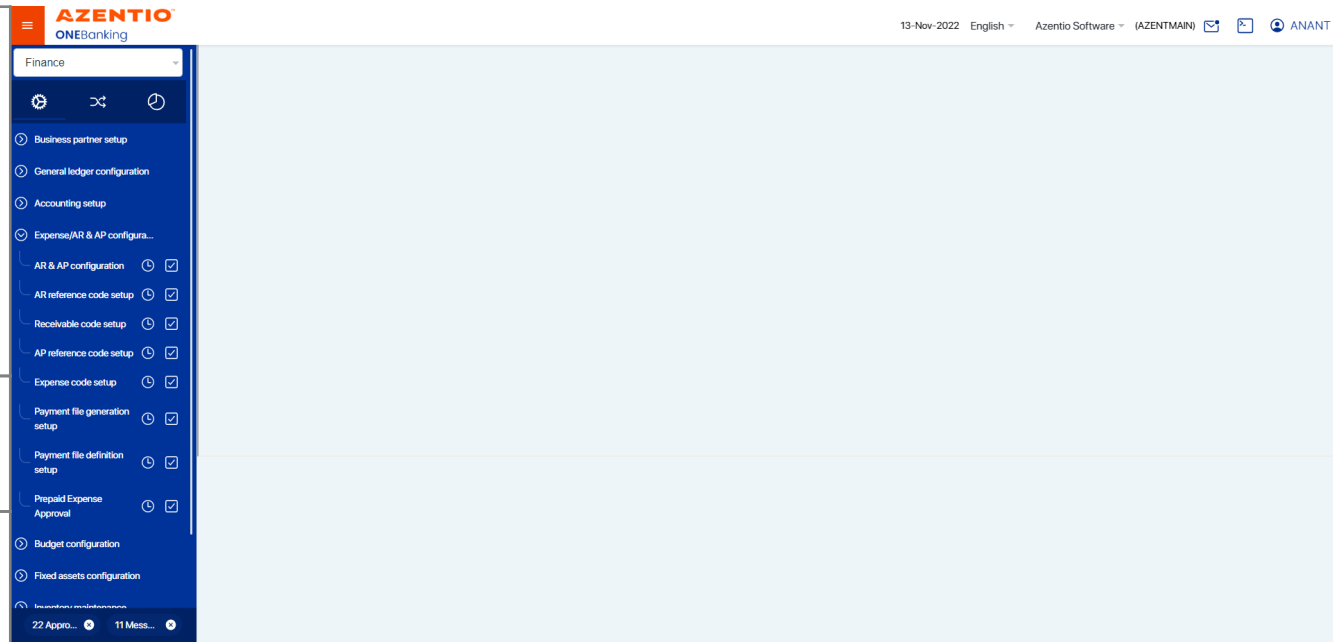 AZENTIO™
ONEBanking
13-Nov-2022 English Azentio Software (AZENTMAIN) ANANT
Finance
Business partner setup
General ledger configuration
Accounting setup
Expense/AR & AP configura...
AR & AP configuration
AR reference code setup
Receivable code setup
AP reference code setup
Expense code setup
Payment file generation
setup
Payment file definition
setup
Prepaid Expense
Approval
Budget configuration
Fixed assets configuration
Inventory maintenance
22 Appro... 11 Mess...